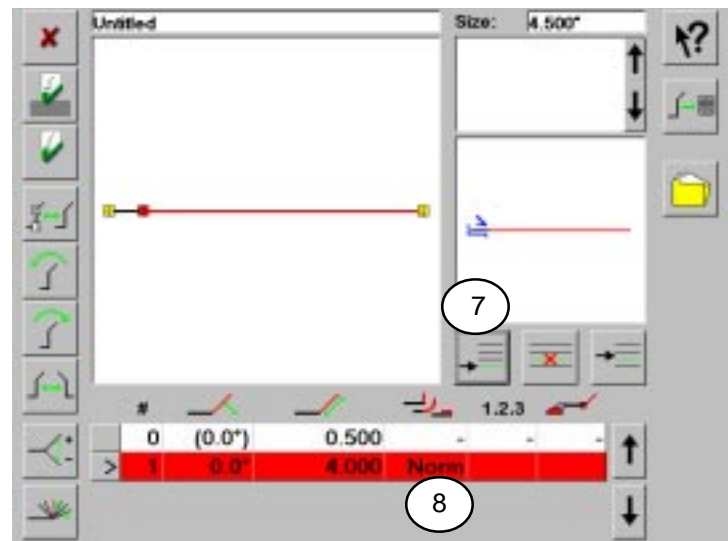 Untitled Size: 4.500"
7
# 1.2.3
0 (0.0°) 0.500 - - -
> 1 0.0° 4.000 Norm
8